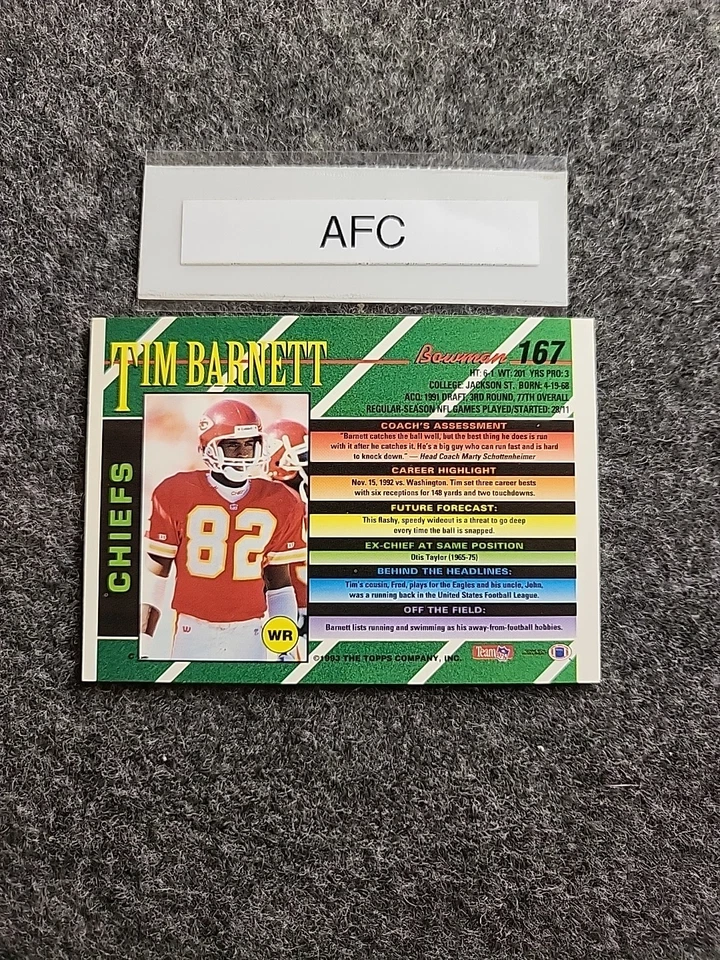 AFC
TIM BARNETT
Bowman 167
HT: 6-1 WT: 201 YRS PRO: 3
COLLEGE: JACKSON ST. BORN: 4-19-68
ACQ: 1991 DRAFT, 3RD ROUND, 77TH OVERALL
REGULAR-SEASON NFL GAMES PLAYED/STARTED: 28/11
CHIEFS
82
WR
COACH'S ASSESSMENT
"Barnett catches the ball well, but the best thing he does is run
with it after he catches it. He's a big guy who can run fast and is hard
to knock down." — Head Coach Marty Schottenheimer
CAREER HIGHLIGHT
Nov. 15, 1992 vs. Washington. Tim set three career bests
with six receptions for 148 yards and two touchdowns.
FUTURE FORECAST:
This flashy, speedy wideout is a threat to go deep
every time the ball is snapped.
EX-CHIEF AT SAME POSITION
Otis Taylor (1965-75)
BEHIND THE HEADLINES:
Tim's cousin, Fred, plays for the Eagles and his uncle, John,
was a running back in the United States Football League.
OFF THE FIELD:
Barnett lists running and swimming as his away-from-football hobbies.
©1993 THE TOPPS COMPANY, INC.
Team NFL